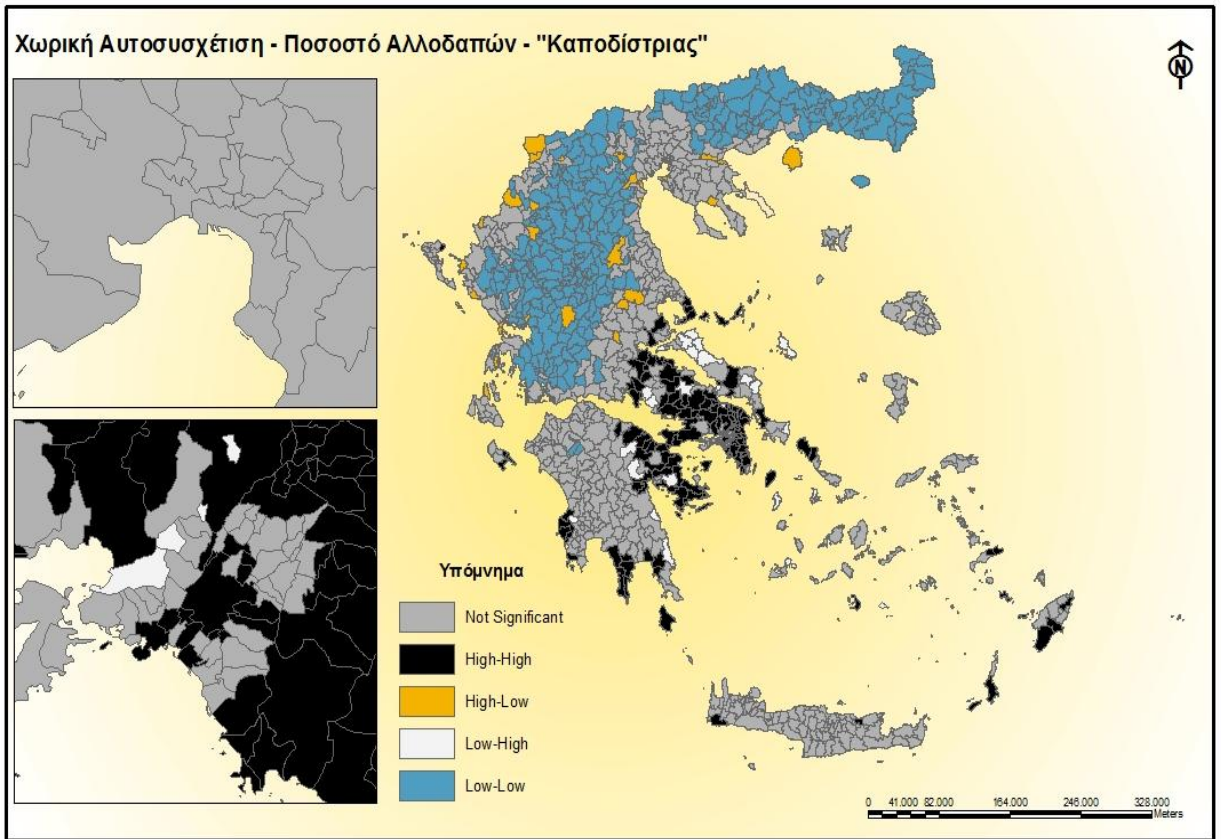 Χωρική Αυτοσυσχέτιση - Ποσοστό Αλλοδαπών - "Καποδίστριας"
N
Υπόμνημα
Not Significant
High-High
High-Low
Low-High
Low-Low
0 41.000 82.000 164.000 246.000 328.000
Meters